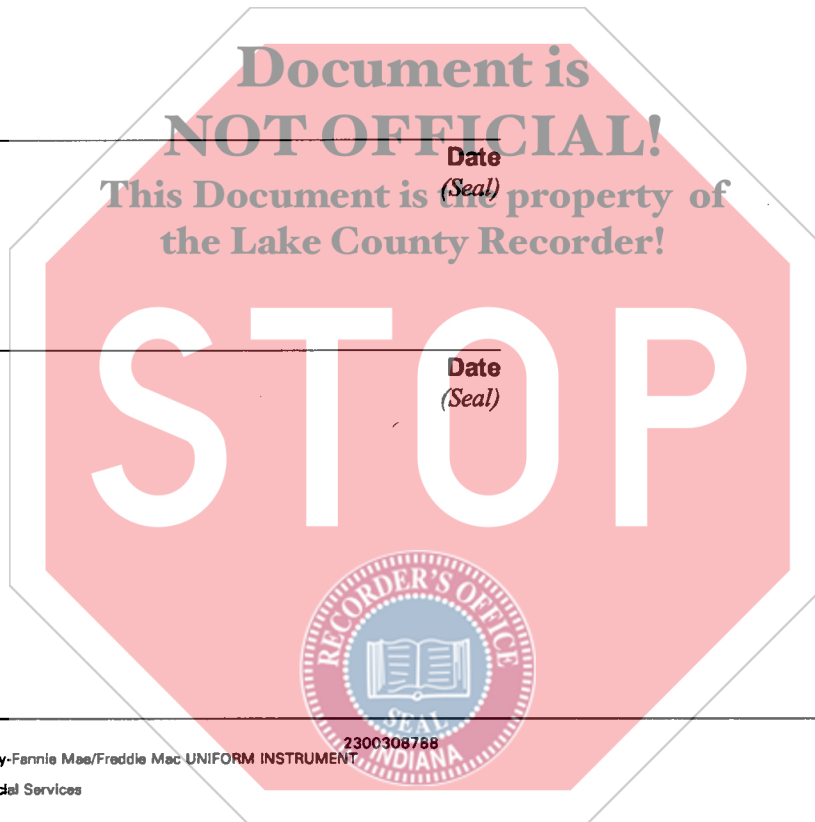 Document is
NOT OFFICIAL!
Date
(Seal)
This Document is the property of
the Lake County Recorder!
STOP
Date
(Seal)
RECORDER'S OFFICE
SEAL
INDIANA
2300308788
y-Fannie Mae/Freddie Mac UNIFORM INSTRUMENT
cial Services